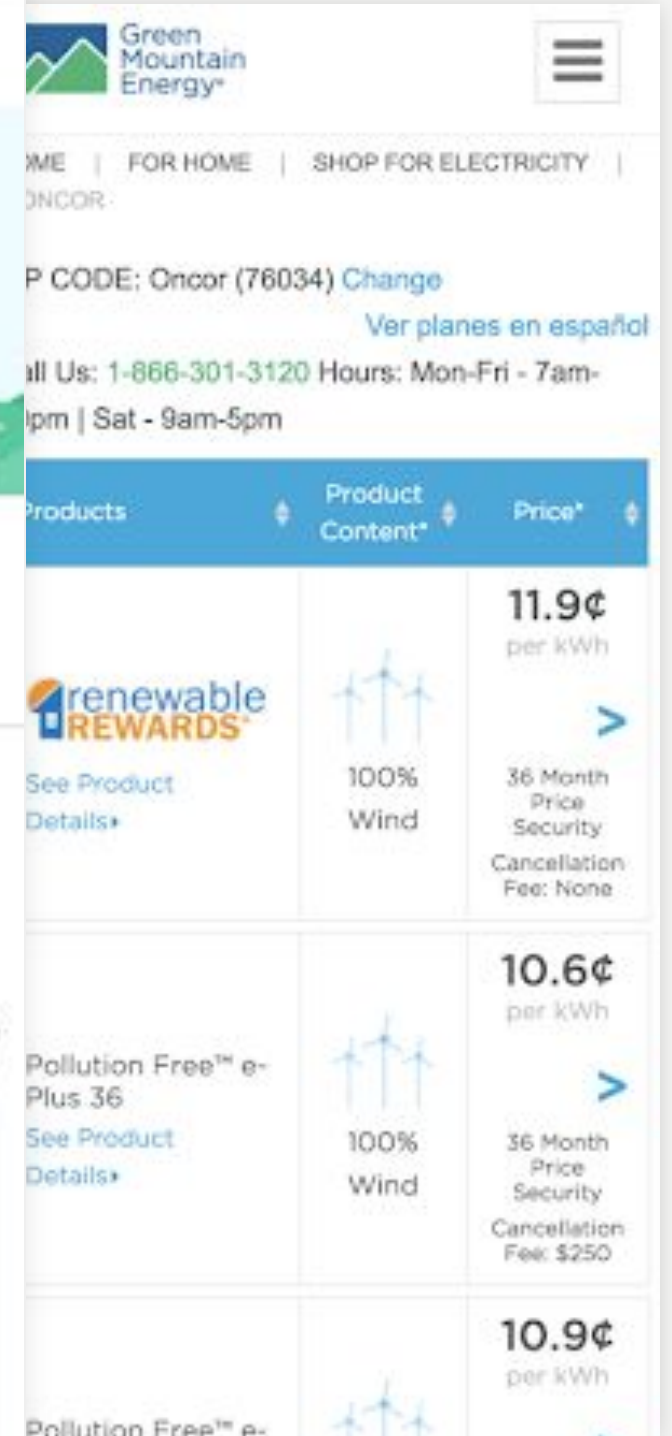 Green
Mountain
Energy
OME | FOR HOME | SHOP FOR ELECTRICITY |
ONCOR
P CODE: Oncor (76034) Change
Ver planes en español
all Us: 1-866-301-3120 Hours: Mon-Fri - 7am-
pm | Sat - 9am-5pm
Products
Product
Content*
Price*
11.9¢
per kWh
>
renewable
REWARDS®
See Product
Details
100%
Wind
36 Month
Price
Security
Cancellation
Fee: None
10.6¢
per kWh
>
Pollution Free™ e-
Plus 36
See Product
Details
100%
Wind
36 Month
Price
Security
Cancellation
Fee: $250
10.9¢
per kWh
Pollution Free™ e-